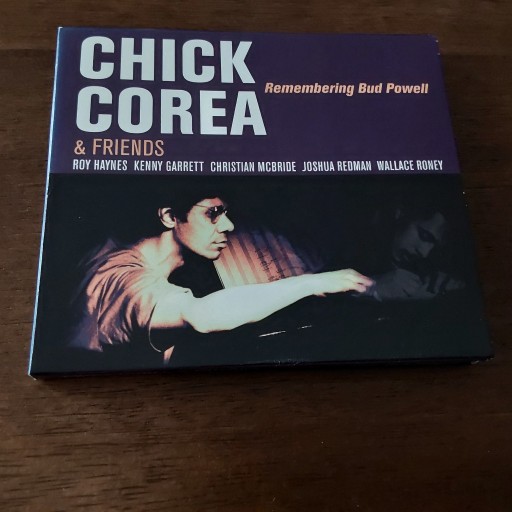 CHICK
COREA
Remembering Bud Powell
& FRIENDS
ROY HAYNES KENNY GARRETT CHRISTIAN MCBRIDE JOSHUA REDMAN WALLACE RONEY